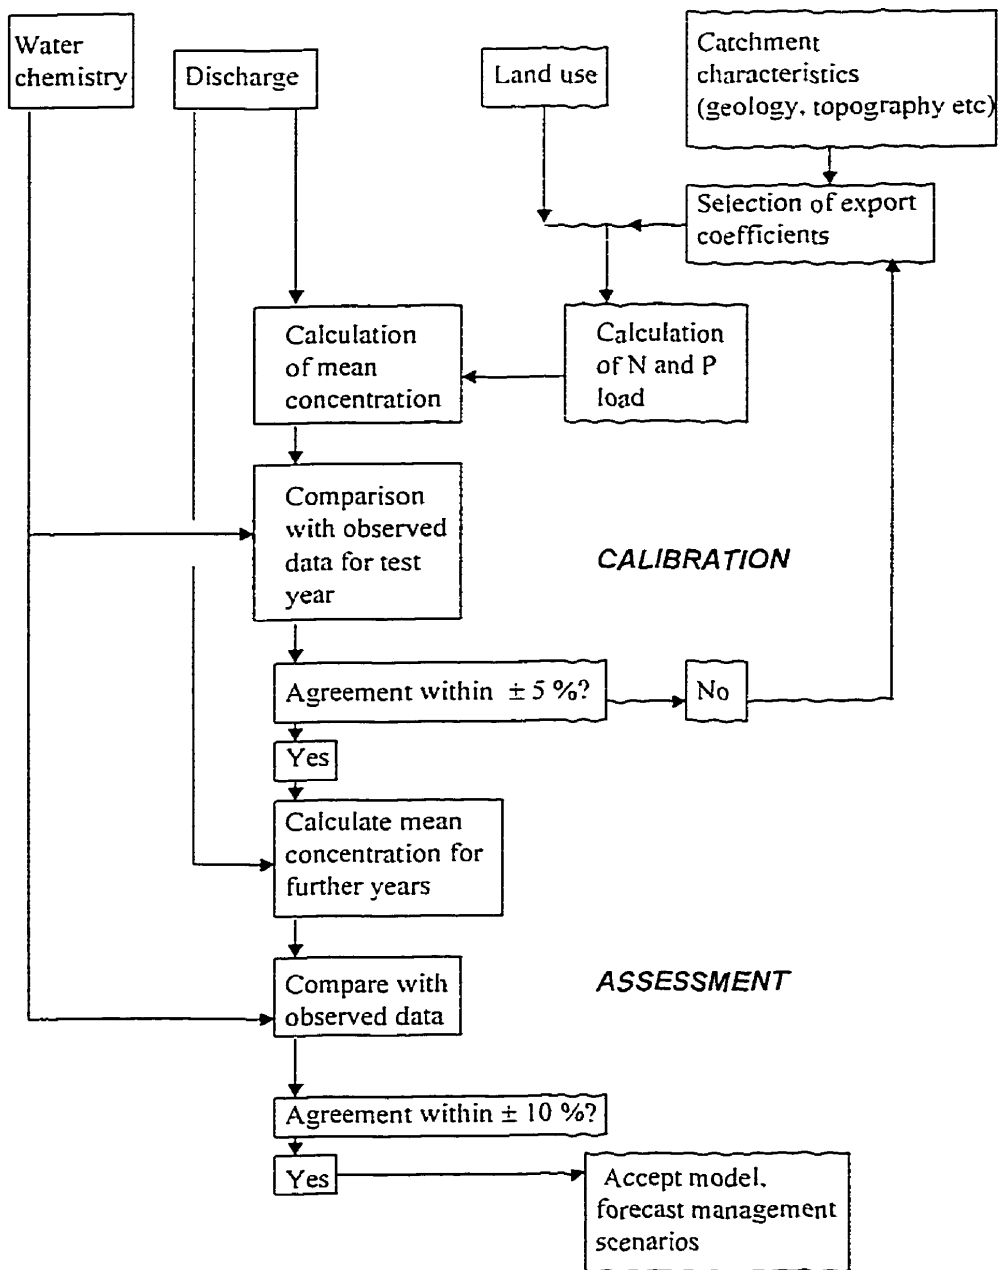 Water
chemistry
Discharge
Land use
Catchment
characteristics
(geology, topography etc)
Selection of export
coefficients
Calculation
of mean
concentration
Calculation
of N and P
load
Comparison
with observed
data for test
year
CALIBRATION
Agreement within ± 5 %?
No
Yes
Calculate mean
concentration for
further years
Compare with
observed data
ASSESSMENT
Agreement within ± 10 %?
Yes
Accept model,
forecast management
scenarios